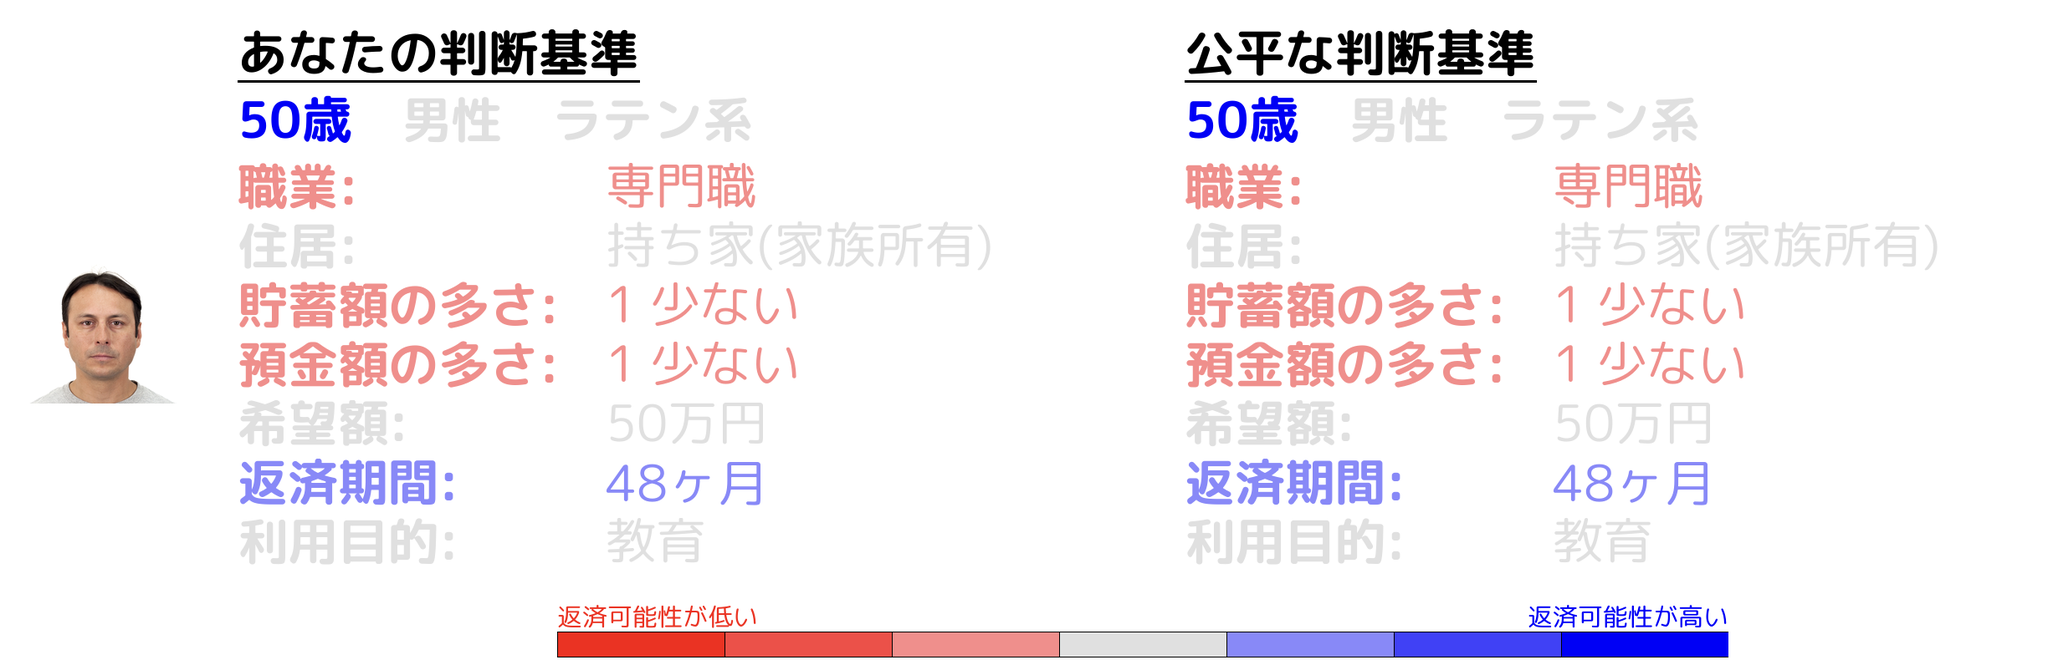 あなたの判断基準
50歳 男性 ラテン系
職業: 専門職
住居: 持ち家(家族所有)
貯蓄額の多さ: 1 少ない
預金額の多さ: 1 少ない
希望額: 50万円
返済期間: 48ヶ月
利用目的: 教育
公平な判断基準
50歳 男性 ラテン系
職業: 専門職
住居: 持ち家(家族所有)
貯蓄額の多さ: 1 少ない
預金額の多さ: 1 少ない
希望額: 50万円
返済期間: 48ヶ月
利用目的: 教育
返済可能性が低い
返済可能性が高い